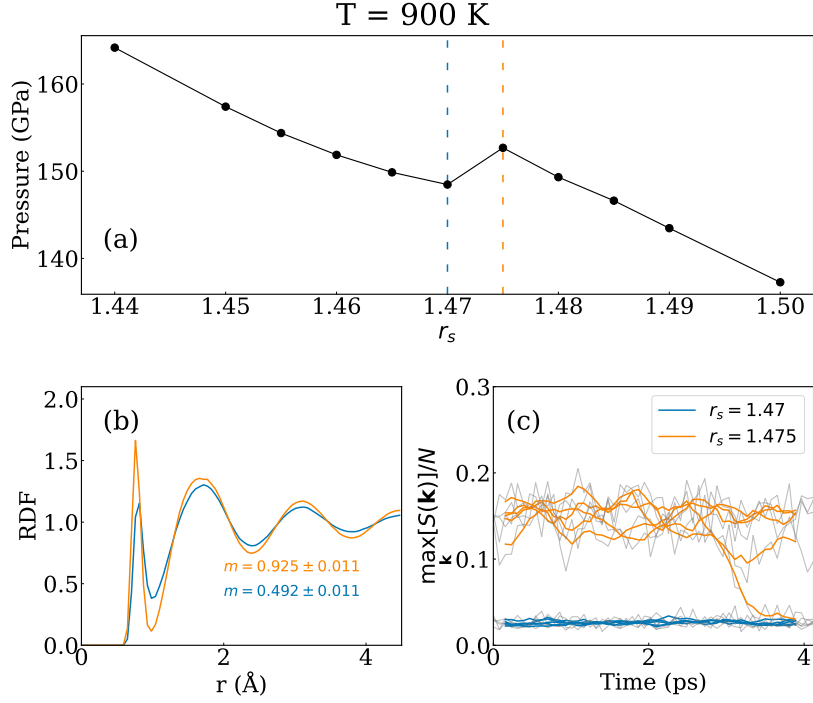 T = 900 K
Pressure (GPa)
160
150
140
(a)
1.44 1.45 1.46 1.47 1.48 1.49 1.50
r_s
RDF
2.0
1.5
1.0
0.5
0.0
(b)
m = 0.925 ± 0.011
m = 0.492 ± 0.011
0 2 4
r (Å)
max[S(k)]/N
k
0.3
0.2
0.1
0.0
(c)
r_s = 1.47
r_s = 1.475
0 2 4
Time (ps)